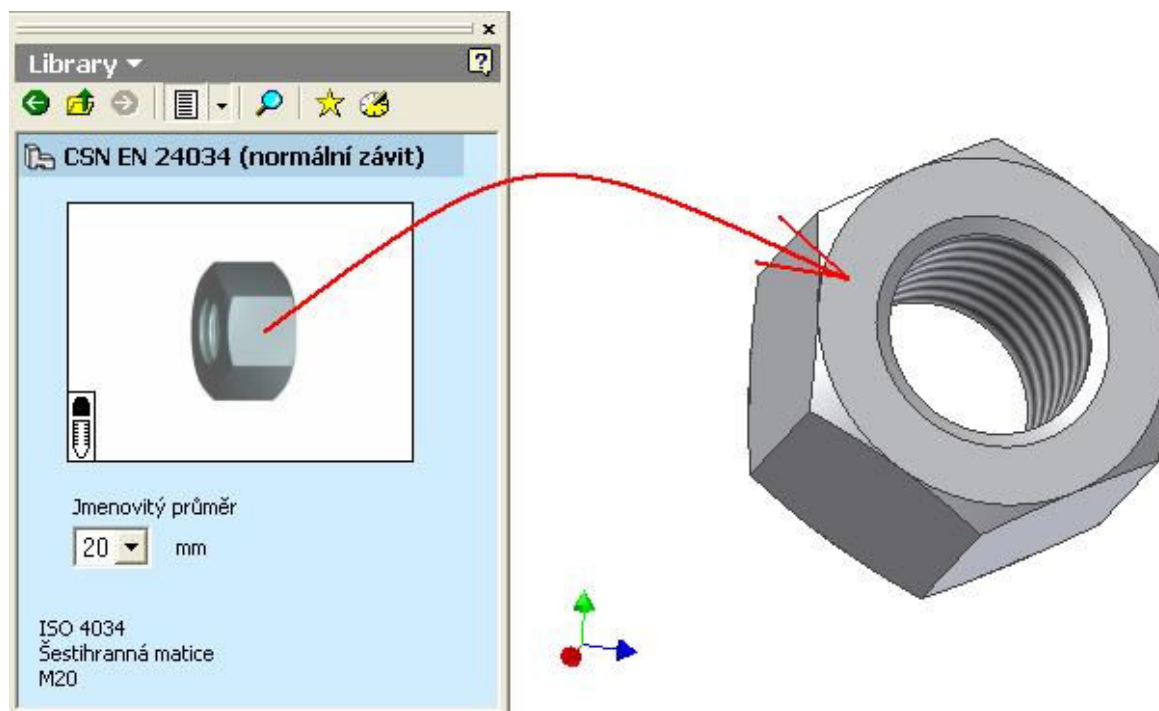 Library
CSN EN 24034 (normální závit)
Jmenovitý průměr
20 mm
ISO 4034
Šestihranná matice
M20